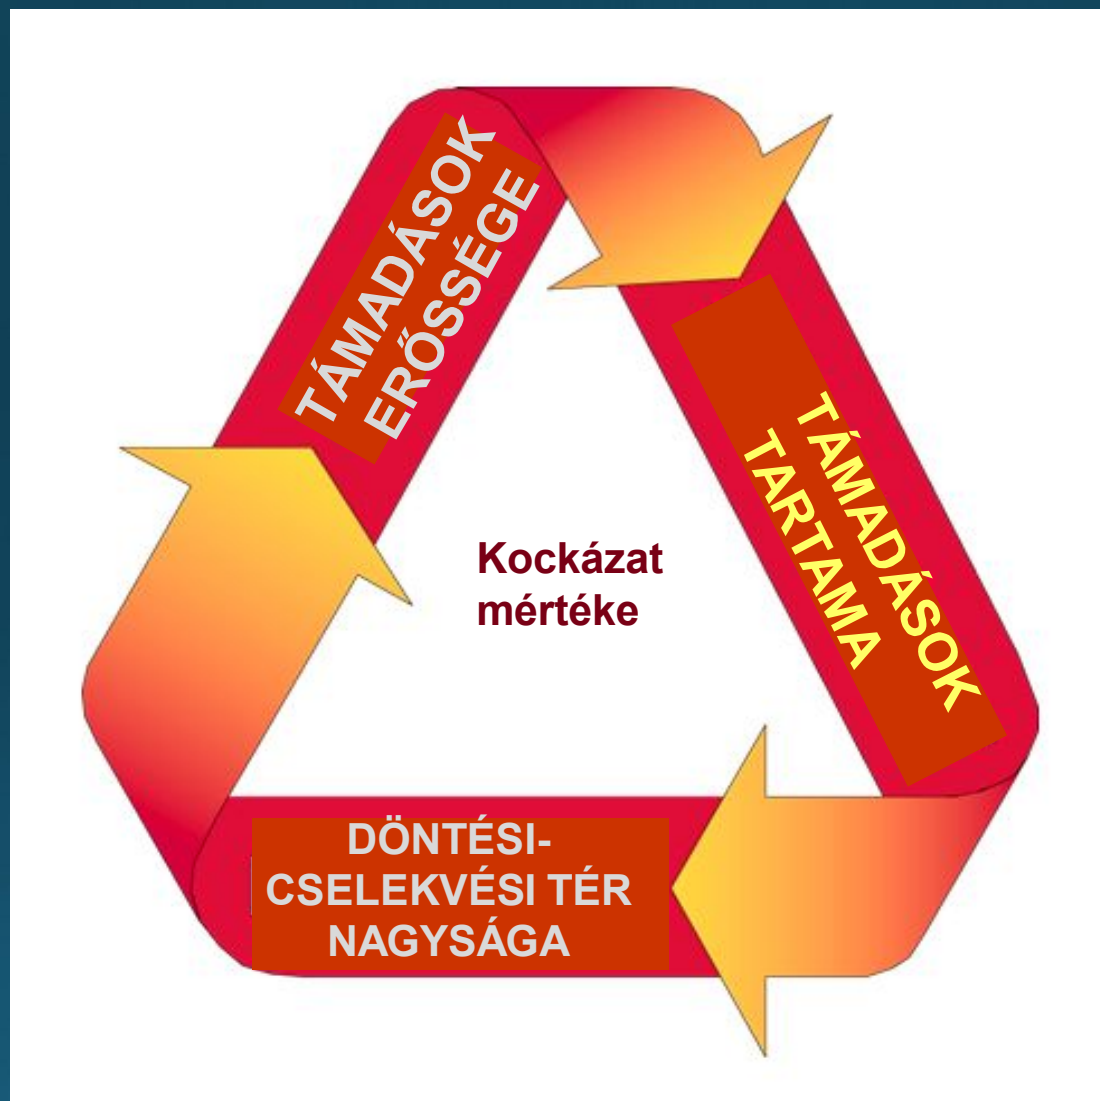 TÁMADÁSOK
ERŐSSÉGE
TÁMADÁSOK
TARTAMA
Kockázat
mértéke
DÖNTÉSI-
CSELEKVÉSI TÉR
NAGYSÁGA